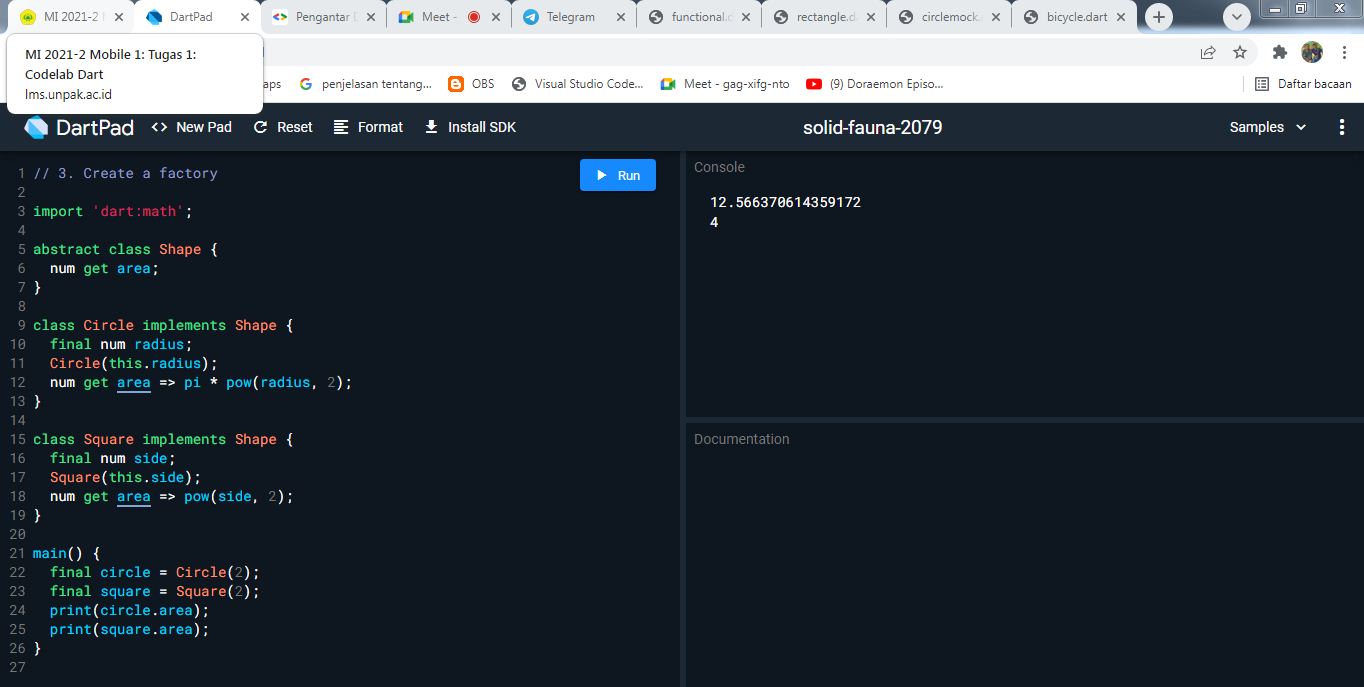 MI 2021-2 M
DartPad
Pengantar D
Meet -
Telegram
functional.d
rectangle.d
circlemock.
bicycle.dart
MI 2021-2 Mobile 1: Tugas 1:
Codelab Dart
lms.unpak.ac.id
aps
penjelasan tentang...
OBS
Visual Studio Code...
Meet - gag-xifg-nto
(9) Doraemon Episo...
Daftar bacaan
DartPad
<> New Pad
Reset
Format
Install SDK
solid-fauna-2079
Samples
1 // 3. Create a factory
2
3 import 'dart:math';
4
5 abstract class Shape {
6 num get area;
7 }
8
9 class Circle implements Shape {
10 final num radius;
11 Circle(this.radius);
12 num get area => pi * pow(radius, 2);
13 }
14
15 class Square implements Shape {
16 final num side;
17 Square(this.side);
18 num get area => pow(side, 2);
19 }
20
21 main() {
22 final circle = Circle(2);
23 final square = Square(2);
24 print(circle.area);
25 print(square.area);
26 }
27
Run
Console
12.566370614359172
4
Documentation